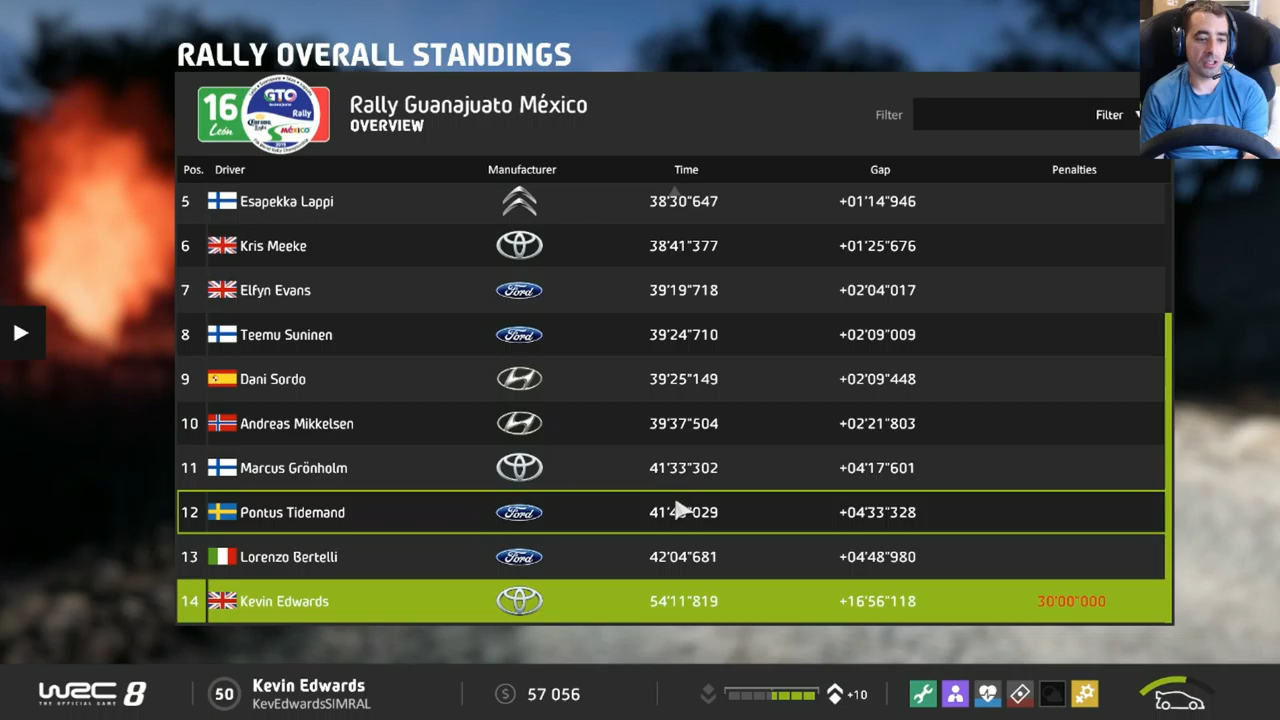 RALLY OVERALL STANDINGS
16
León
GTO
Rally
MÉXICO
Rally Guanajuato México
OVERVIEW
Filter
Filter
Pos. Driver Manufacturer Time Gap Penalties
5 Esapekka Lappi 38'30"647 +01'14"946
6 Kris Meeke 38'41"377 +01'25"676
7 Elfyn Evans Ford 39'19"718 +02'04"017
8 Teemu Suninen Ford 39'24"710 +02'09"009
9 Dani Sordo 39'25"149 +02'09"448
10 Andreas Mikkelsen 39'37"504 +02'21"803
11 Marcus Grönholm 41'33"302 +04'17"601
12 Pontus Tidemand Ford +04'33"328
13 Lorenzo Bertelli Ford 42'04"681 +04'48"980
14 Kevin Edwards 54'11"819 +16'56"118 30'00"000
WRC 8
THE OFFICIAL GAME
50
Kevin Edwards
KevEdwardsSIMRAL
57 056
+10